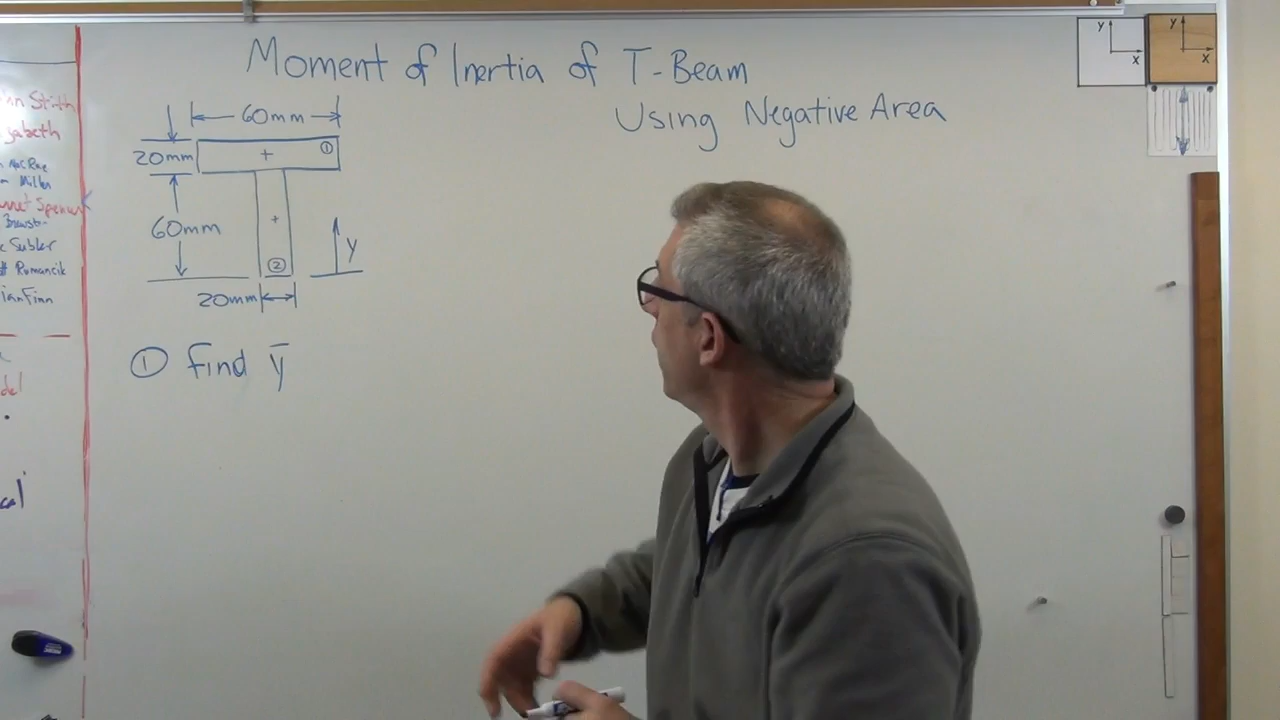 Moment of Inertia of T-Beam
Using Negative Area
60mm
20mm
+ ①
60mm
+
②
y
20mm
① Find ȳ
y
x
y
x